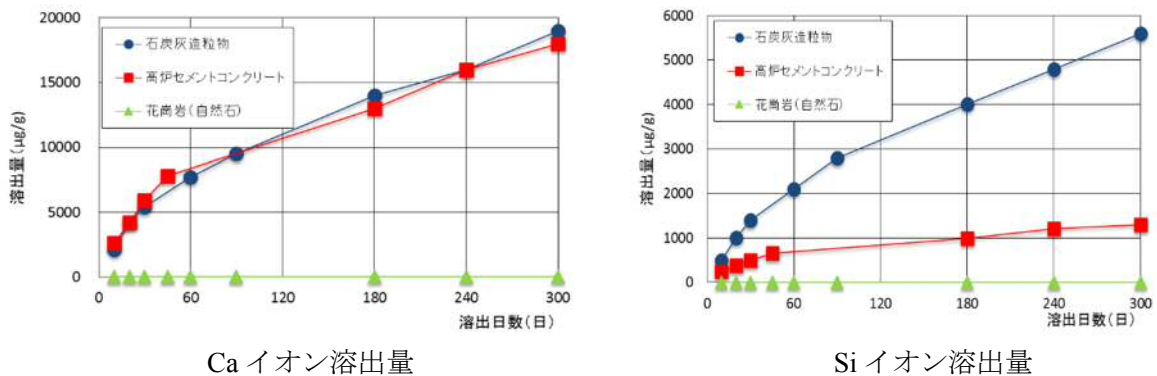 20000
15000
10000
5000
0
溶出量(μg/g)
石炭灰造粒物
高炉セメントコンクリート
花崗岩(自然石)
0 60 120 180 240 300
溶出日数(日)
Ca イオン溶出量
6000
5000
4000
3000
2000
1000
0
溶出量(μg/g)
石炭灰造粒物
高炉セメントコンクリート
花崗岩(自然石)
0 60 120 180 240 300
溶出日数(日)
Si イオン溶出量